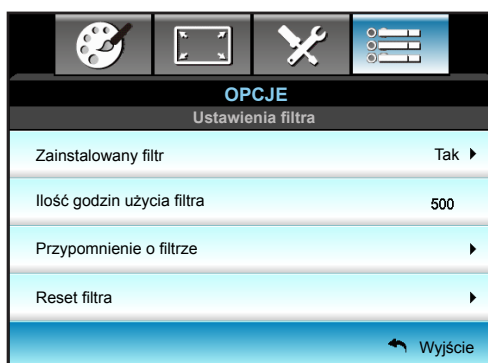 OPCJE
Ustawienia filtra
Zainstalowany filtr Tak
Ilość godzin użycia filtra 500
Przypomnienie o filtrze
Reset filtra
Wyjście